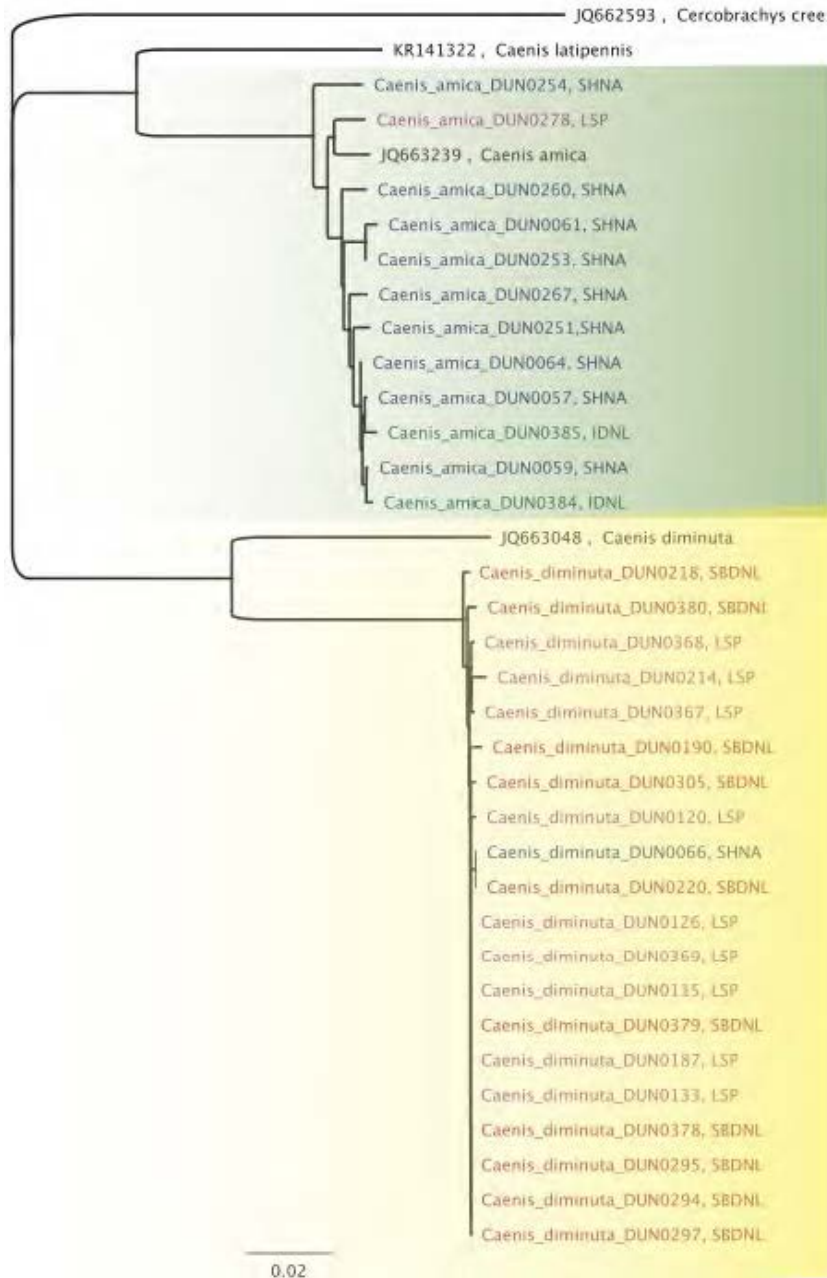 JQ662593 , Cercobrachys cree
KR141322 , Caenis latipennis
Caenis_amica_DUN0254, SHNA
Caenis_amica_DUN0278, LSP
JQ663239 , Caenis amica
Caenis_amica_DUN0260, SHNA
Caenis_amica_DUN0061, SHNA
Caenis_amica_DUN0253, SHNA
Caenis_amica_DUN0267, SHNA
Caenis_amica_DUN0251,SHNA
Caenis_amica_DUN0064, SHNA
Caenis_amica_DUN0057, SHNA
Caenis_amica_DUN0385, IDNL
Caenis_amica_DUN0059, SHNA
Caenis_amica_DUN0384, IDNL
JQ663048 , Caenis diminuta
Caenis_diminuta_DUN0218, SBDNL
Caenis_diminuta_DUN0380, SBDNL
Caenis_diminuta_DUN0368, LSP
Caenis_diminuta_DUN0214, LSP
Caenis_diminuta_DUN0367, LSP
Caenis_diminuta_DUN0190, SBDNL
Caenis_diminuta_DUN0305, SBDNL
Caenis_diminuta_DUN0120, LSP
Caenis_diminuta_DUN0066, SHNA
Caenis_diminuta_DUN0220, SBDNL
Caenis_diminuta_DUN0126, LSP
Caenis_diminuta_DUN0369, LSP
Caenis_diminuta_DUN0135, LSP
Caenis_diminuta_DUN0379, SBDNL
Caenis_diminuta_DUN0187, LSP
Caenis_diminuta_DUN0133, LSP
Caenis_diminuta_DUN0378, SBDNL
Caenis_diminuta_DUN0295, SBDNL
Caenis_diminuta_DUN0294, SBDNL
Caenis_diminuta_DUN0297, SBDNL
0.02